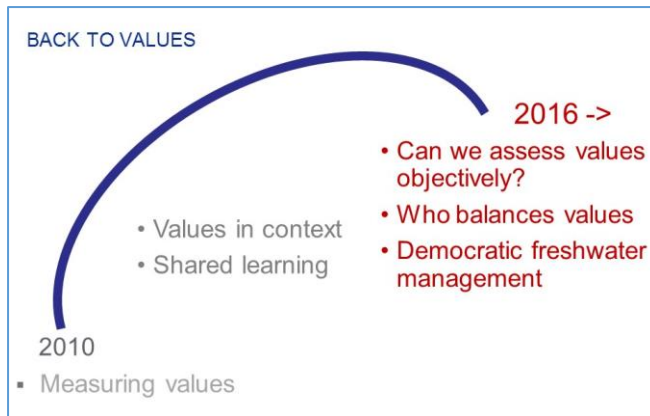 BACK TO VALUES
2016 ->
• Can we assess values
objectively?
• Who balances values
• Democratic freshwater
management
• Values in context
• Shared learning
2010
▪ Measuring values